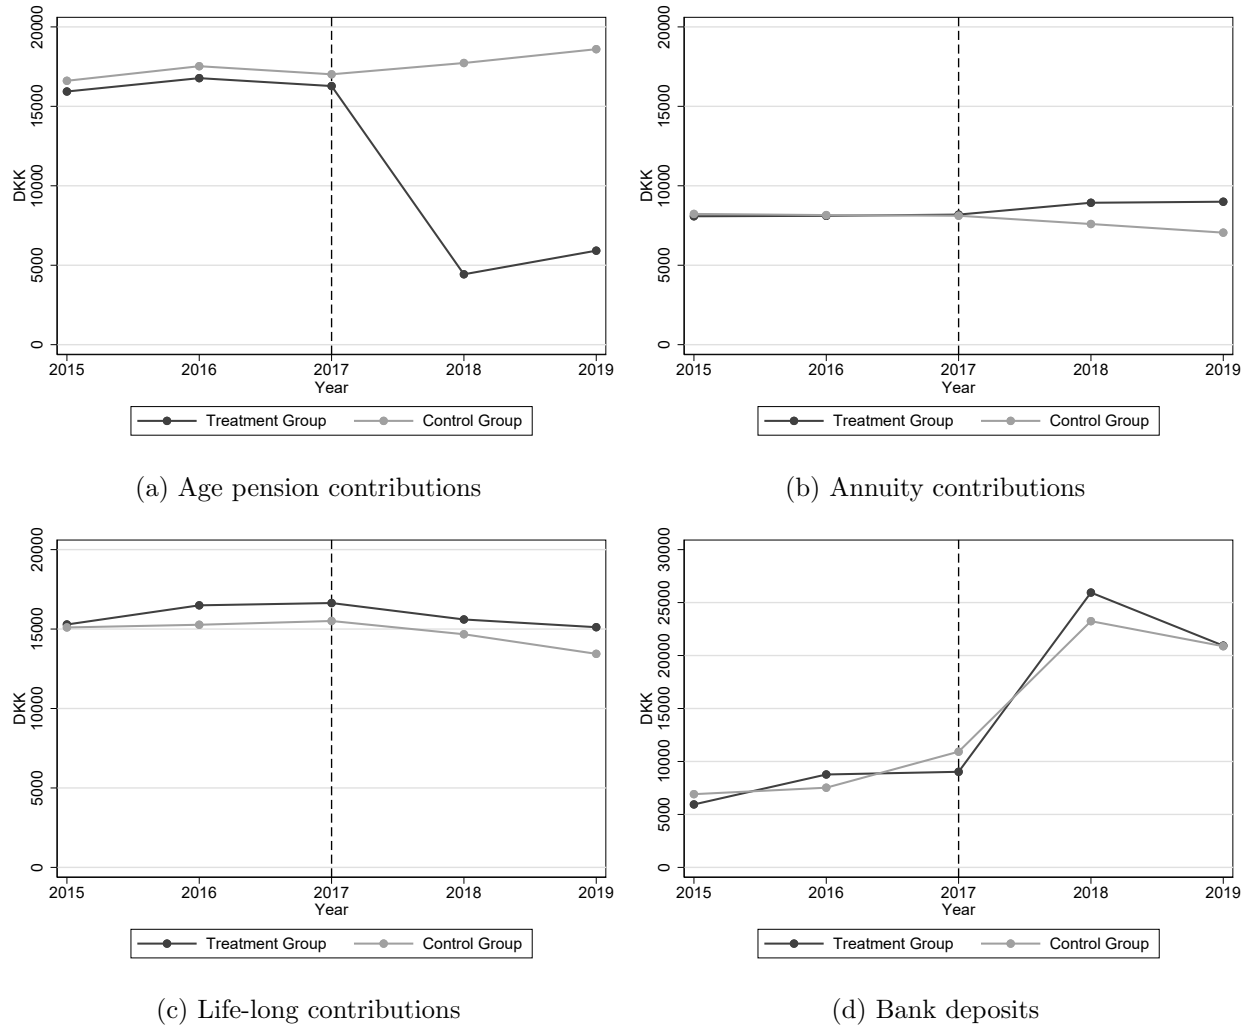 20000
15000
10000
5000
0
DKK
2015 2016 2017 2018 2019
Year
Treatment Group Control Group
(a) Age pension contributions
20000
15000
10000
5000
0
DKK
2015 2016 2017 2018 2019
Year
Treatment Group Control Group
(b) Annuity contributions
20000
15000
10000
5000
0
DKK
2015 2016 2017 2018 2019
Year
Treatment Group Control Group
(c) Life-long contributions
30000
25000
20000
15000
10000
5000
0
DKK
2015 2016 2017 2018 2019
Year
Treatment Group Control Group
(d) Bank deposits